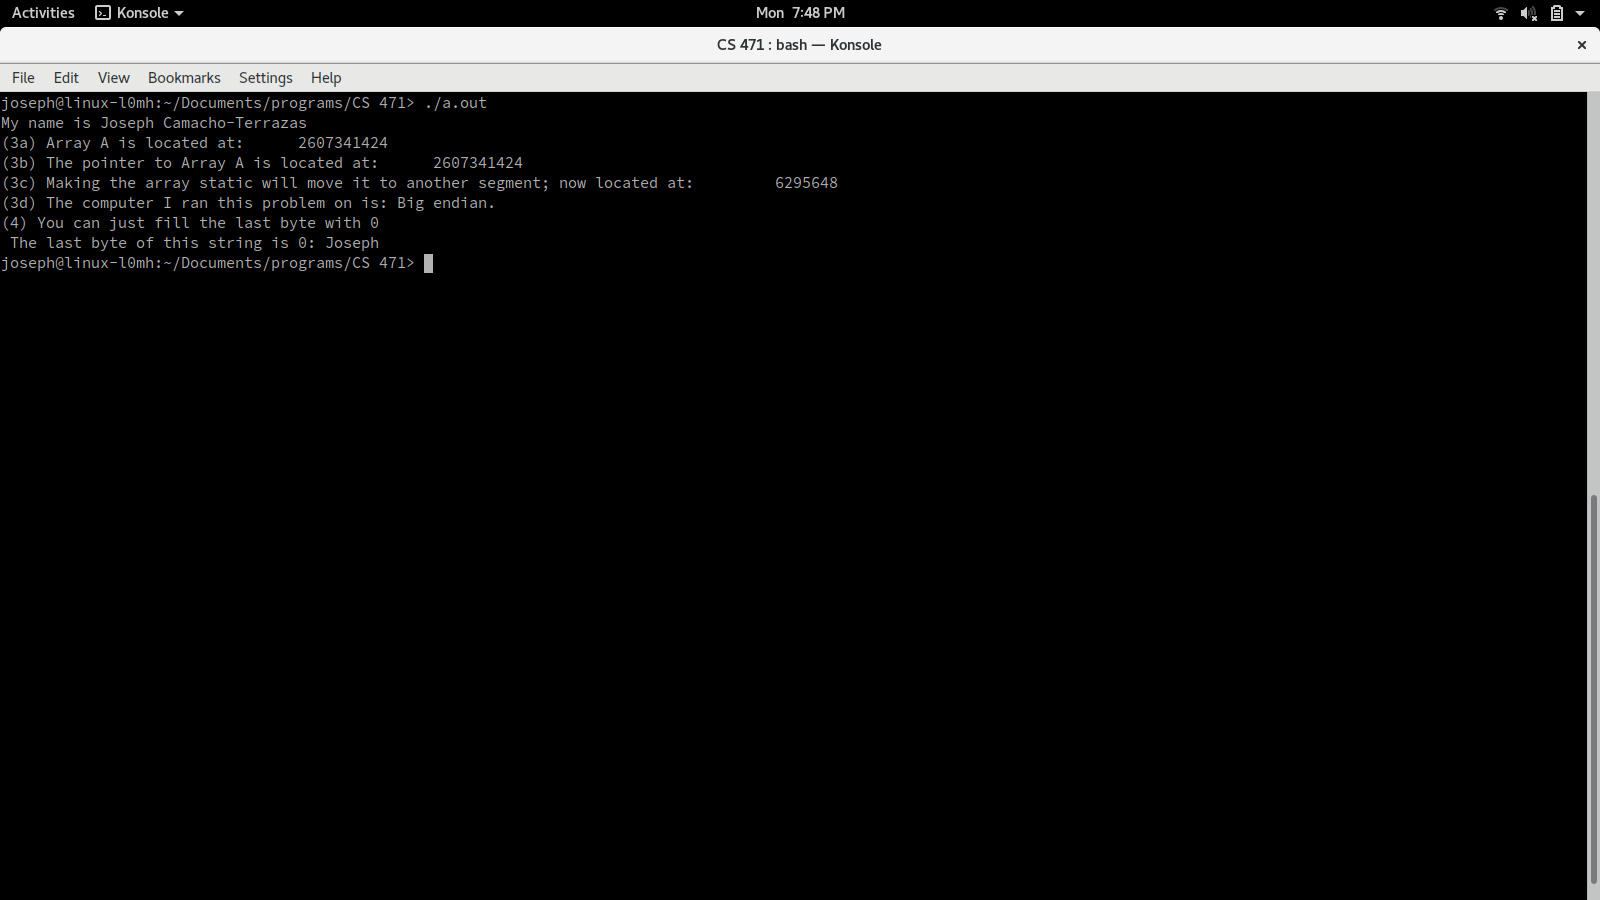 Activities Konsole Mon 7:48 PM
CS 471 : bash — Konsole ×
File Edit View Bookmarks Settings Help
joseph@linux-l0mh:~/Documents/programs/CS 471> ./a.out
My name is Joseph Camacho-Terrazas
(3a) Array A is located at:      2607341424
(3b) The pointer to Array A is located at:      2607341424
(3c) Making the array static will move it to another segment; now located at:         6295648
(3d) The computer I ran this problem on is: Big endian.
(4) You can just fill the last byte with 0
 The last byte of this string is 0: Joseph
joseph@linux-l0mh:~/Documents/programs/CS 471>